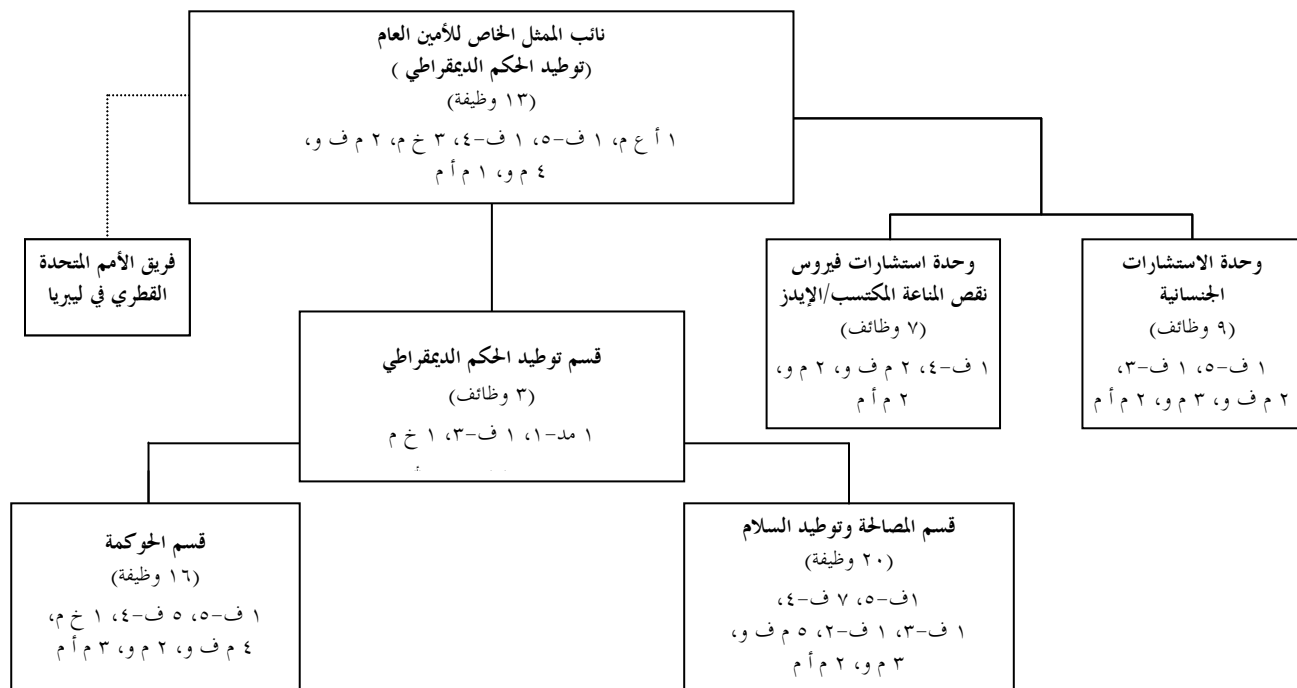 نائب الممثل الخاص للأمين العام
(توطيد الحكم الديمقراطي )
(١٣ وظيفة)
١ أ ع م، ١ ف-٥، ١ ف-٤، ٣ خ م، ٢ م ف و،
٤ م و، ١ م أ م
فريق الأمم المتحدة
القطري في ليبريا
وحدة استشارات فيروس
نقص المناعة المكتسب/الإيدز
(٧ وظائف)
١ ف-٤، ٢ م ف و، ٢ م و،
٢ م أ م
وحدة الاستشارات
الجنسانية
(٩ وظائف)
١ ف-٥، ١ ف-٣،
٢ م ف و، ٣ م و، ٢ م أ م
قسم توطيد الحكم الديمقراطي
(٣ وظائف)
١ مد-١، ١ ف-٣، ١ خ م
قسم الحوكمة
(١٦ وظيفة)
١ ف-٥، ٥ ف-٤، ١ خ م،
٤ م ف و، ٢ م و، ٣ م أ م
قسم المصالحة وتوطيد السلام
(٢٠ وظيفة)
١ف-٥، ٧ ف-٤،
١ ف-٣، ١ ف-٢، ٥ م ف و،
٣ م و، ٢ م أ م